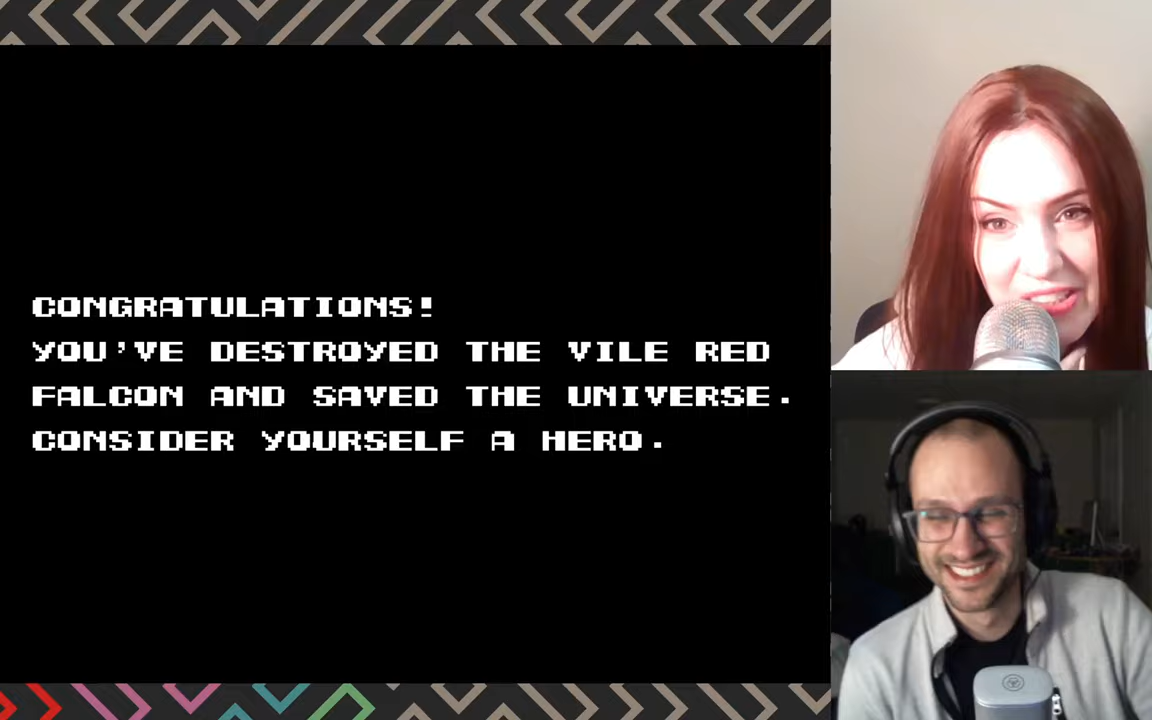 CONGRATULATIONS!
YOU'VE DESTROYED THE VILE RED
FALCON AND SAVED THE UNIVERSE.
CONSIDER YOURSELF A HERO.